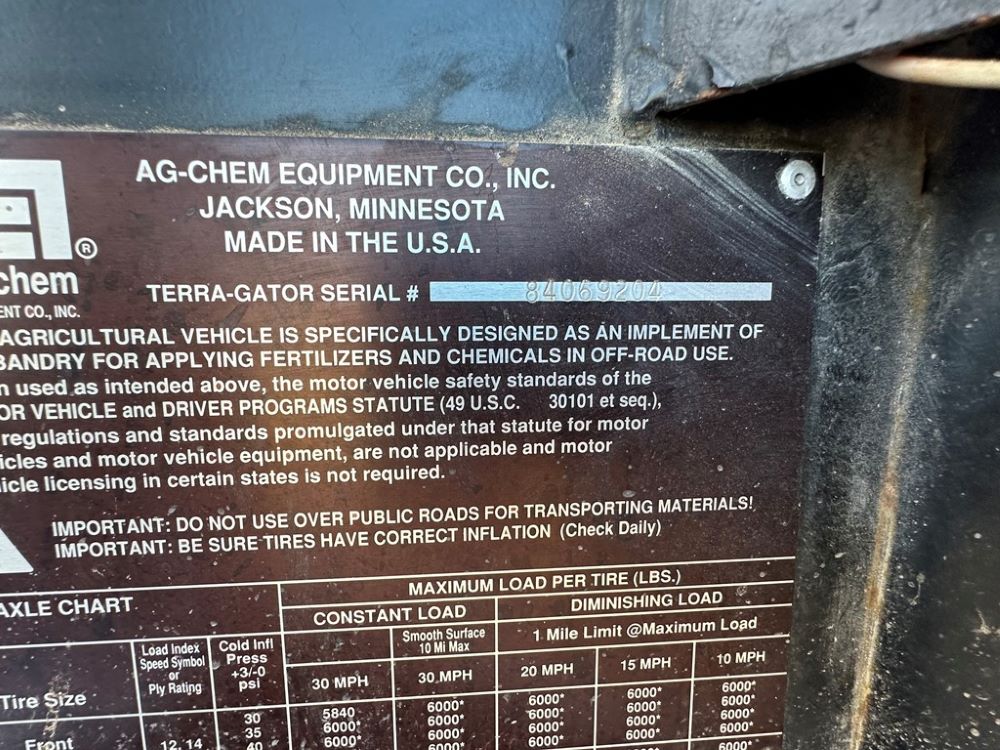 AG-CHEM EQUIPMENT CO., INC.
JACKSON, MINNESOTA
MADE IN THE U.S.A.
®
chem
ENT CO., INC.
TERRA-GATOR SERIAL # 84069204
AGRICULTURAL VEHICLE IS SPECIFICALLY DESIGNED AS AN IMPLEMENT OF
BANDRY FOR APPLYING FERTILIZERS AND CHEMICALS IN OFF-ROAD USE.
n used as intended above, the motor vehicle safety standards of the
OR VEHICLE and DRIVER PROGRAMS STATUTE (49 U.S.C. 30101 et seq.),
regulations and standards promulgated under that statute for motor
icles and motor vehicle equipment, are not applicable and motor
icle licensing in certain states is not required.
IMPORTANT: DO NOT USE OVER PUBLIC ROADS FOR TRANSPORTING MATERIALS!
IMPORTANT: BE SURE TIRES HAVE CORRECT INFLATION (Check Daily)
AXLE CHART
MAXIMUM LOAD PER TIRE (LBS.)
CONSTANT LOAD
DIMINISHING LOAD
Tire Size
Load Index
Speed Symbol
or
Ply Rating
Cold Infl
Press
+3/-0
psi
Smooth Surface
10 Mi Max
1 Mile Limit @Maximum Load
30 MPH
30 MPH
20 MPH
15 MPH
10 MPH
Front
12, 14
30 5840 6000* 6000* 6000* 6000*
35 6000* 6000* 6000* 6000* 6000*
40 6000* 6000* 6000* 6000* 6000*
6000* 6000* 6000* 6000*